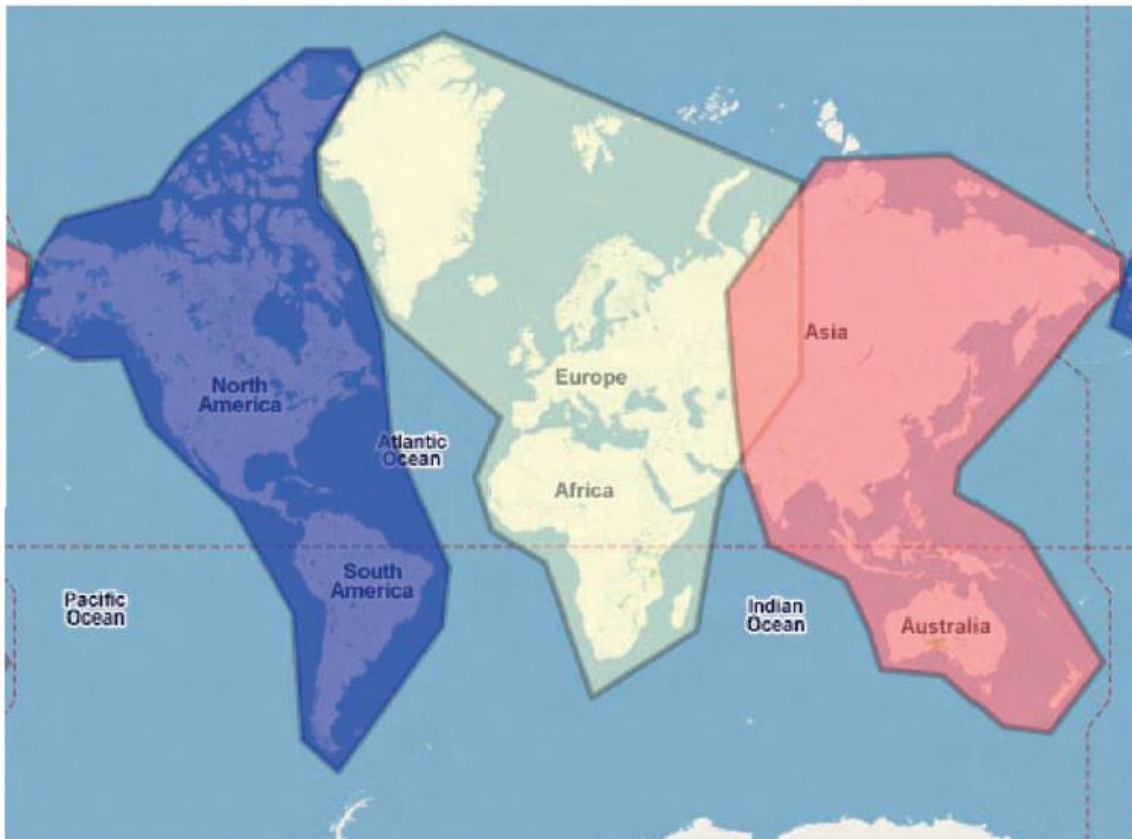 Asia
Europe
North
America
Atlantic
Ocean
Africa
South
America
Pacific
Ocean
Indian
Ocean
Australia